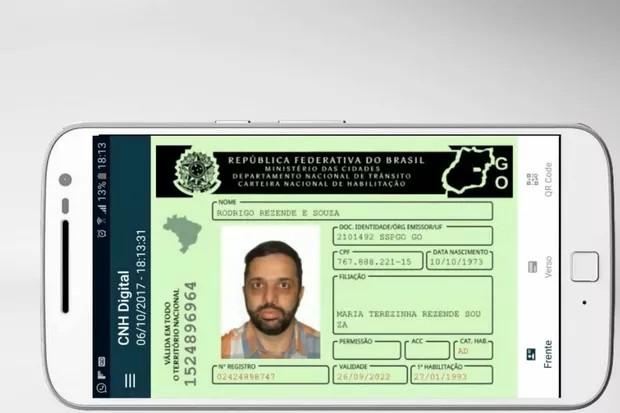 18:13
13%
CNH Digital
06/10/2017 - 18:13:31
REPÚBLICA FEDERATIVA DO BRASIL
MINISTÉRIO DAS CIDADES
DEPARTAMENTO NACIONAL DE TRÂNSITO
CARTEIRA NACIONAL DE HABILITAÇÃO
GO
NOME
RODRIGO REZENDE E SOUZA
DOC. IDENTIDADE/ÓRG EMISSOR/UF
2101492 SSPGO GO
CPF
767.888.221-15
DATA NASCIMENTO
10/10/1973
FILIAÇÃO
MARIA TEREZINHA REZENDE SOU
ZA
PERMISSÃO
ACC
CAT. HAB.
AD
Nº REGISTRO
02424898747
VALIDADE
26/09/2022
1ª HABILITAÇÃO
27/01/1993
VÁLIDA EM TODO
O TERRITÓRIO NACIONAL
1524896964
QR Code
Verso
Frente